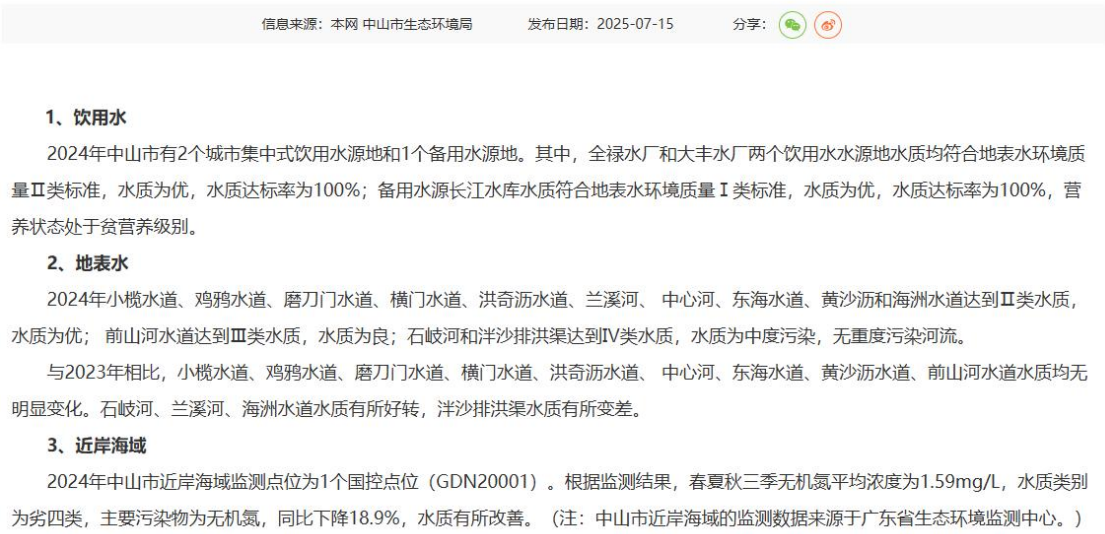 信息来源：本网 中山市生态环境局 发布日期：2025-07-15 分享：
1、饮用水
2024年中山市有2个城市集中式饮用水源地和1个备用水源地。其中，全禄水厂和大丰水厂两个饮用水水源地水质均符合地表水环境质
量Ⅱ类标准，水质为优，水质达标率为100%；备用水源长江水库水质符合地表水环境质量Ⅰ类标准，水质为优，水质达标率为100%，营
养状态处于贫营养级别。
2、地表水
2024年小榄水道、鸡鸦水道、磨刀门水道、横门水道、洪奇沥水道、兰溪河、 中心河、东海水道、黄沙沥和海洲水道达到Ⅱ类水质，
水质为优； 前山河水道达到Ⅲ类水质，水质为良；石岐河和泮沙排洪渠达到Ⅳ类水质，水质为中度污染，无重度污染河流。
与2023年相比，小榄水道、鸡鸦水道、磨刀门水道、横门水道、洪奇沥水道、 中心河、东海水道、黄沙沥水道、前山河水道水质均无
明显变化。石岐河、兰溪河、海洲水道水质有所好转，泮沙排洪渠水质有所变差。
3、近岸海域
2024年中山市近岸海域监测点位为1个国控点位（GDN20001）。根据监测结果，春夏秋三季无机氮平均浓度为1.59mg/L，水质类别
为劣四类，主要污染物为无机氮，同比下降18.9%，水质有所改善。（注：中山市近岸海域的监测数据来源于广东省生态环境监测中心。）